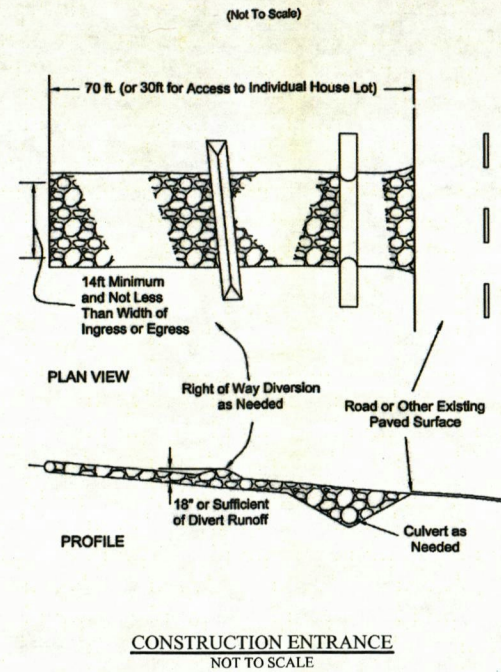 (Not To Scale)
70 ft. (or 30ft for Access to Individual House Lot)
14ft Minimum
and Not Less
Than Width of
Ingress or Egress
PLAN VIEW
Right of Way Diversion
as Needed
Road or Other Existing
Paved Surface
18" or Sufficient
of Divert Runoff
Culvert as
Needed
PROFILE
CONSTRUCTION ENTRANCE
NOT TO SCALE